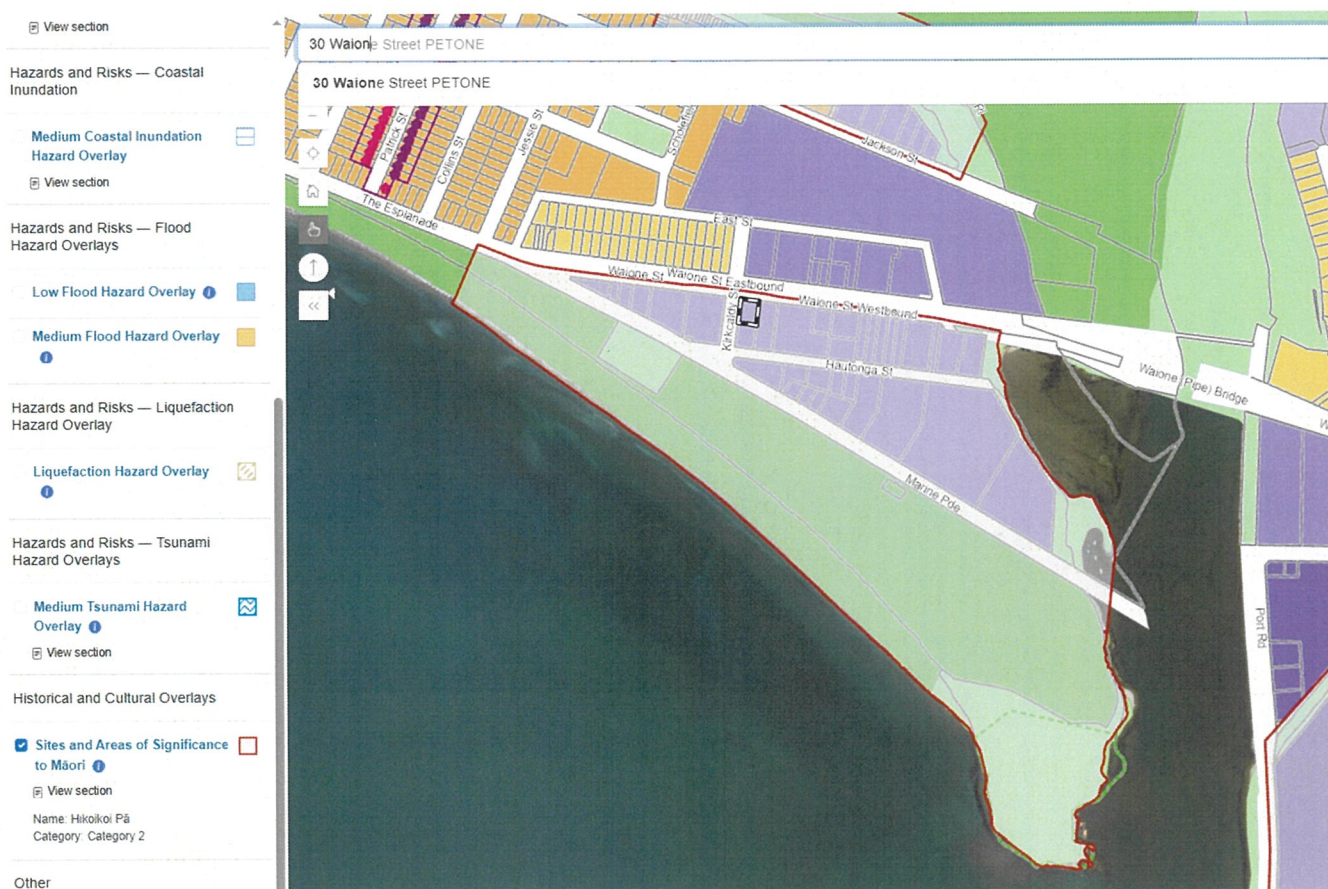 View section
Hazards and Risks — Coastal
Inundation
Medium Coastal Inundation
Hazard Overlay
View section
Hazards and Risks — Flood
Hazard Overlays
Low Flood Hazard Overlay
Medium Flood Hazard Overlay
Hazards and Risks — Liquefaction
Hazard Overlay
Liquefaction Hazard Overlay
Hazards and Risks — Tsunami
Hazard Overlays
Medium Tsunami Hazard
Overlay
View section
Historical and Cultural Overlays
Sites and Areas of Significance
to Māori
View section
Name: Hikoikoi Pā
Category: Category 2
Other
30 Waione Street PETONE
30 Waione Street PETONE
Patrick St
Collins St
Jessie St
Jackson St
The Esplanade
East St
Waione St
Waione St Eastbound
Waione St Westbound
Kirkcaldy St
Hautonga St
Waione (Pipe) Bridge
Marine Pde
Port Rd